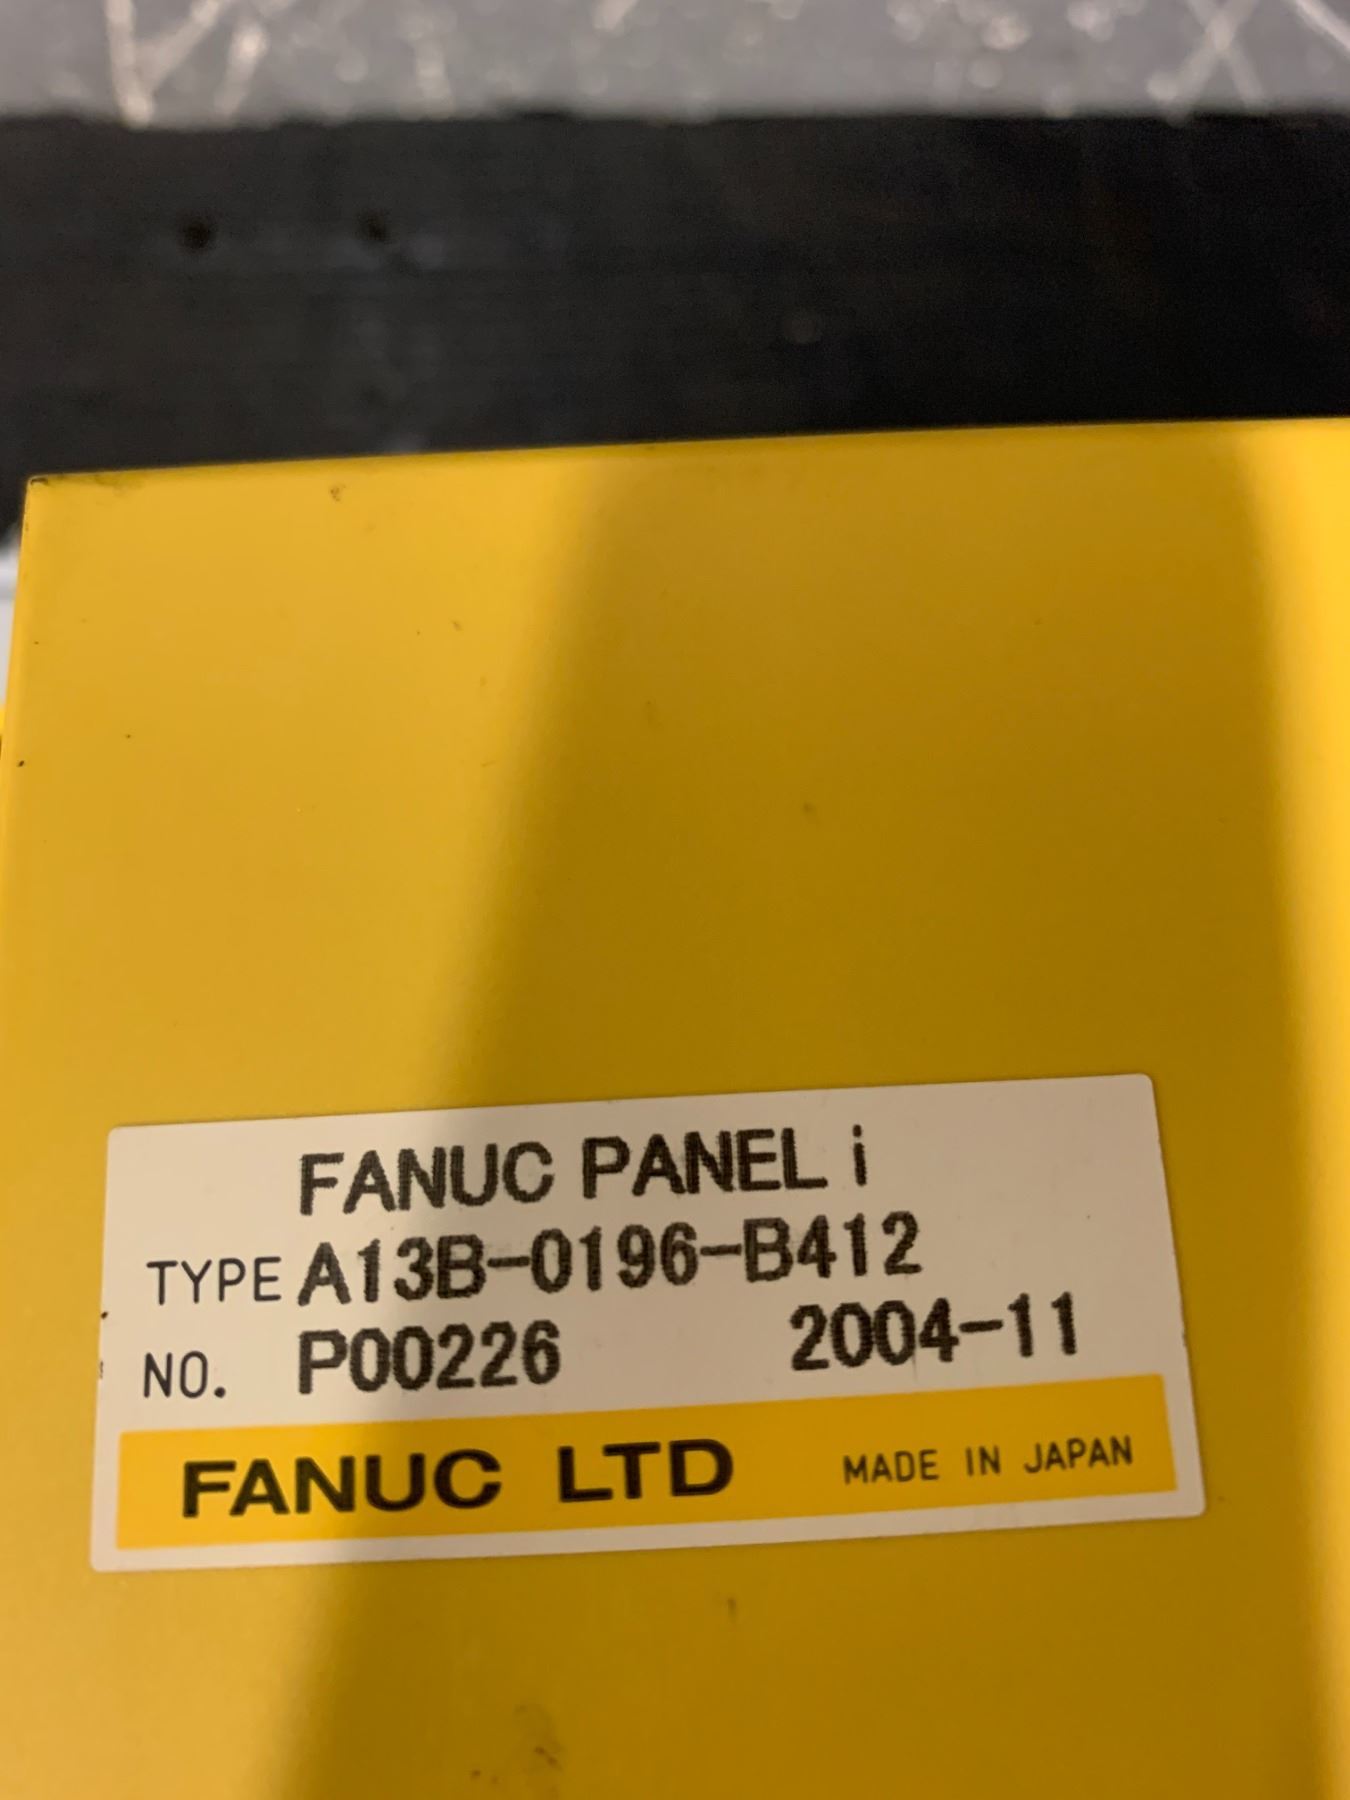 FANUC PANEL i
TYPE A13B-0196-B412
NO. P00226 2004-11
FANUC LTD MADE IN JAPAN